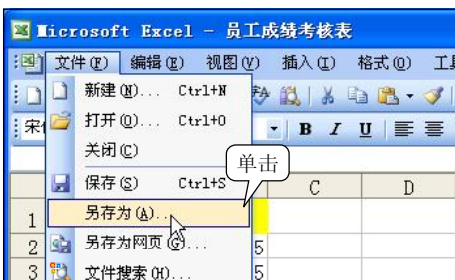 Microsoft Excel - 员工成绩考核表
文件(F) 编辑(E) 视图(V) 插入(I) 格式(O)
新建(N)... Ctrl+N
打开(O)... Ctrl+O
B I U
关闭(C)
单击
保存(S) Ctrl+S
C D
另存为(A)...
1
2 另存为网页(G)... 5
3 文件搜索(H)... 5